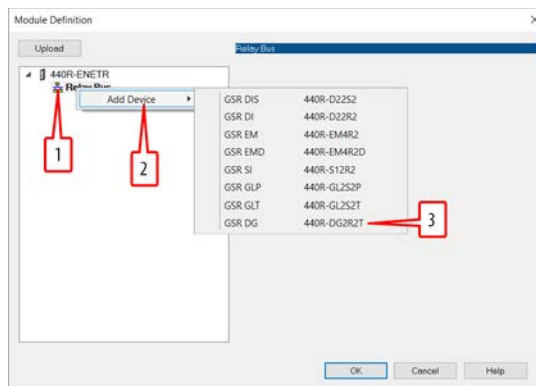 Module Definition
Upload
Relay Bus
440R-ENETR
Relay Bus
Add Device
GSR DIS 440R-D22S2
GSR DI 440R-D22R2
GSR EM 440R-EM4R2
GSR EMD 440R-EM4R2D
GSR SI 440R-S12R2
GSR GLP 440R-GL2S2P
GSR GLT 440R-GL2S2T
GSR DG 440R-DG2R2T
1
2
3
OK Cancel Help